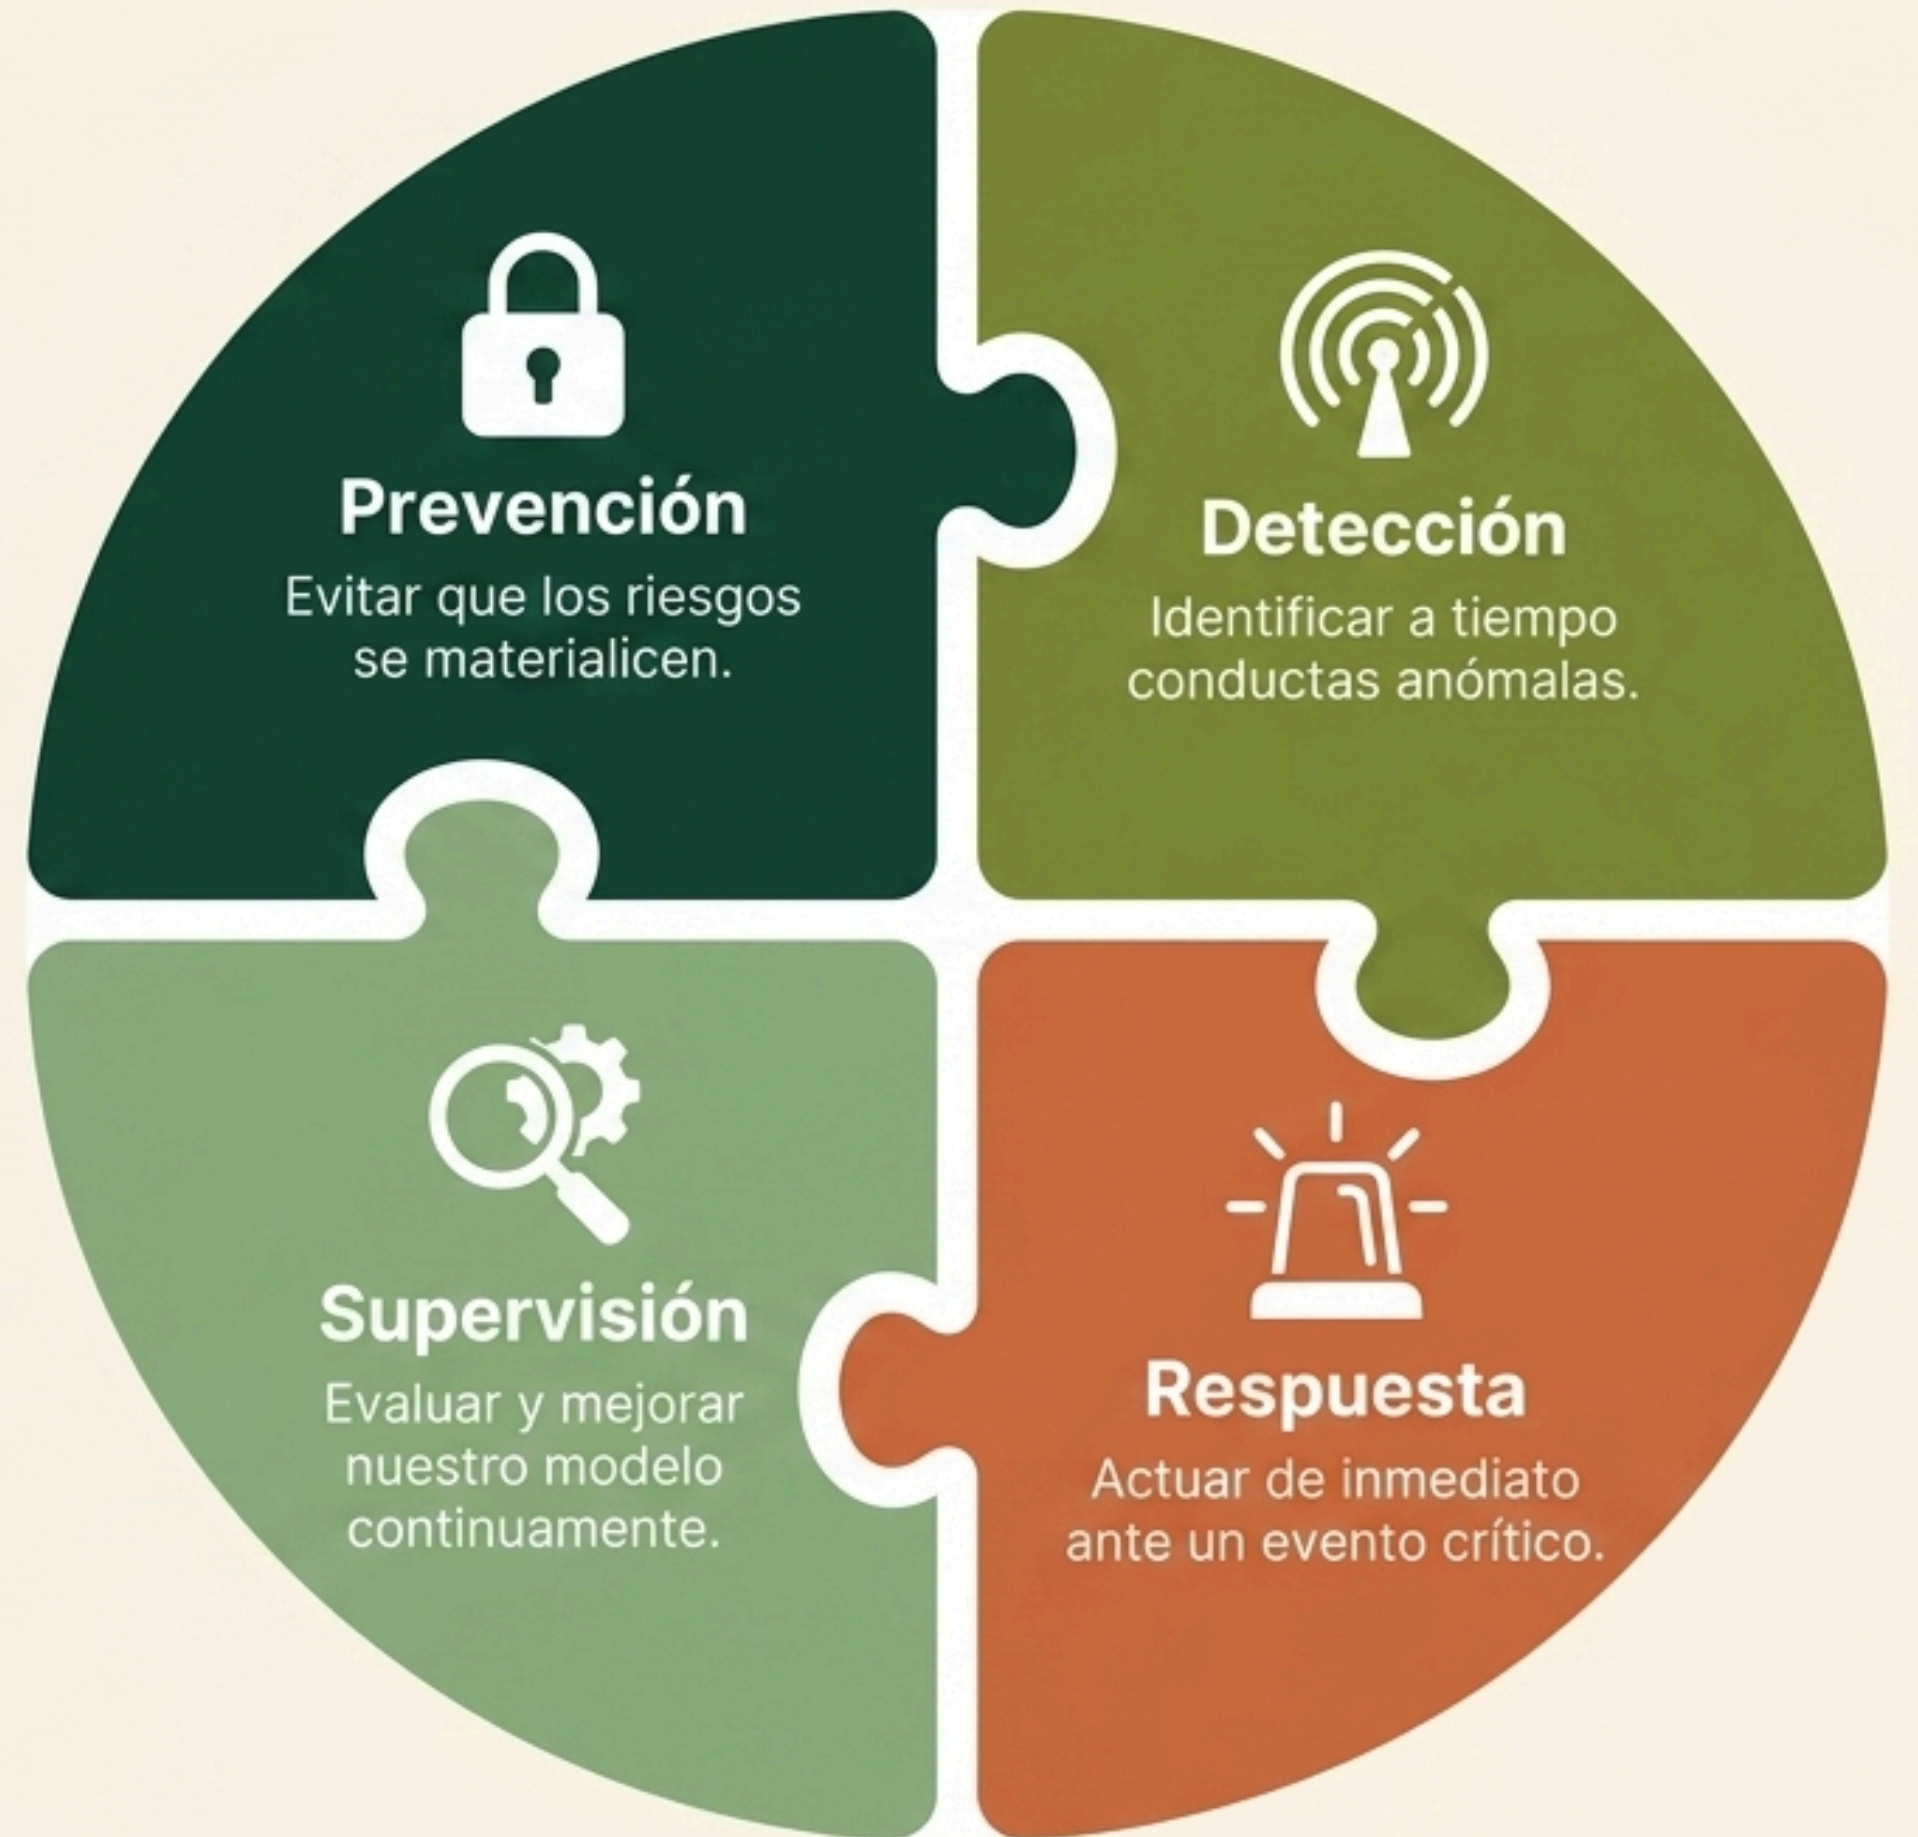 Prevención
Evitar que los riesgos
se materialicen.
Detección
Identificar a tiempo
conductas anómalas.
Supervisión
Evaluar y mejorar
nuestro modelo
continuamente.
Respuesta
Actuar de inmediato
ante un evento crítico.